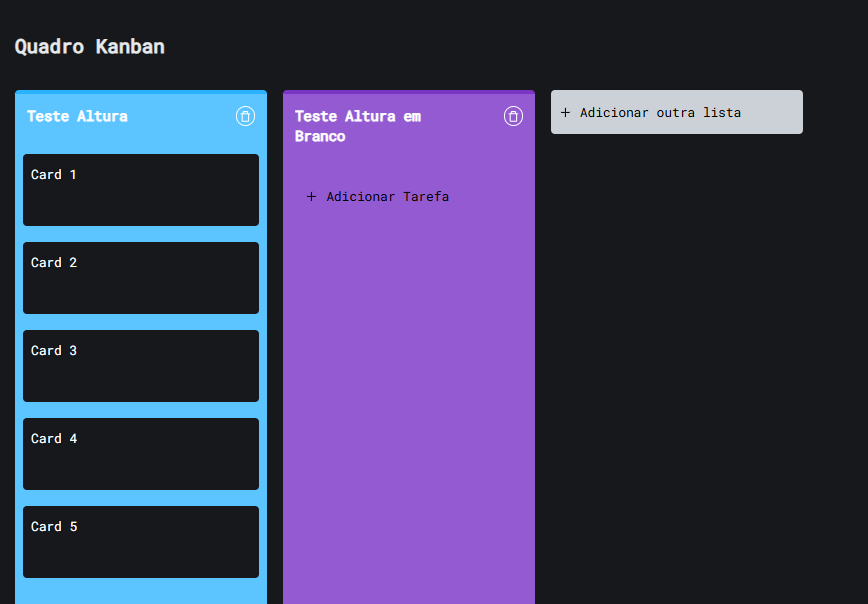 Quadro Kanban
Teste Altura
Card 1
Card 2
Card 3
Card 4
Card 5
Teste Altura em
Branco
+ Adicionar Tarefa
+ Adicionar outra lista